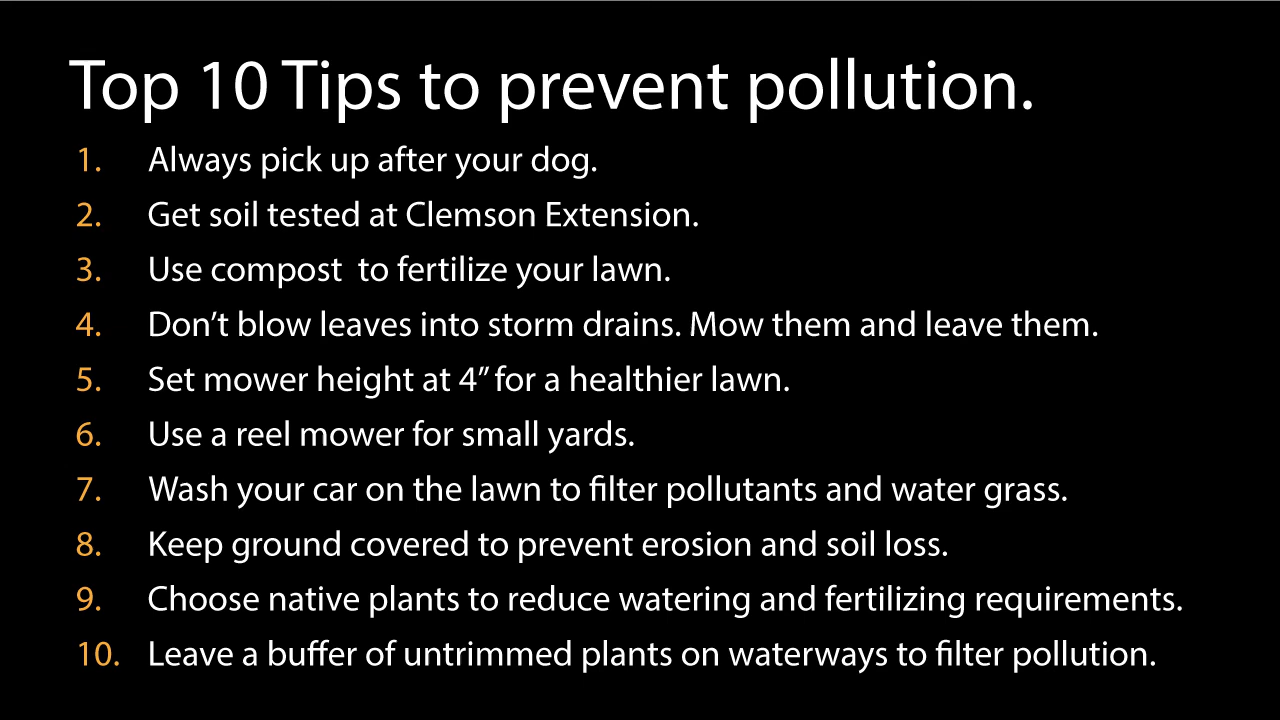 Top 10 Tips to prevent pollution.
1. Always pick up after your dog.
2. Get soil tested at Clemson Extension.
3. Use compost  to fertilize your lawn.
4. Don’t blow leaves into storm drains. Mow them and leave them.
5. Set mower height at 4” for a healthier lawn.
6. Use a reel mower for small yards.
7. Wash your car on the lawn to filter pollutants and water grass.
8. Keep ground covered to prevent erosion and soil loss.
9. Choose native plants to reduce watering and fertilizing requirements.
10. Leave a buffer of untrimmed plants on waterways to filter pollution.